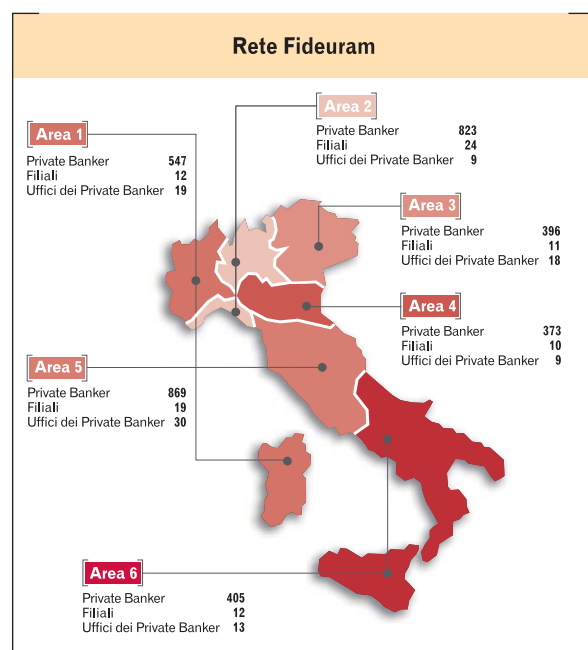 Rete Fideuram
Area 1
Private Banker 547
Filiali 12
Uffici dei Private Banker 19
Area 2
Private Banker 823
Filiali 24
Uffici dei Private Banker 9
Area 3
Private Banker 396
Filiali 11
Uffici dei Private Banker 18
Area 4
Private Banker 373
Filiali 10
Uffici dei Private Banker 9
Area 5
Private Banker 869
Filiali 19
Uffici dei Private Banker 30
Area 6
Private Banker 405
Filiali 12
Uffici dei Private Banker 13